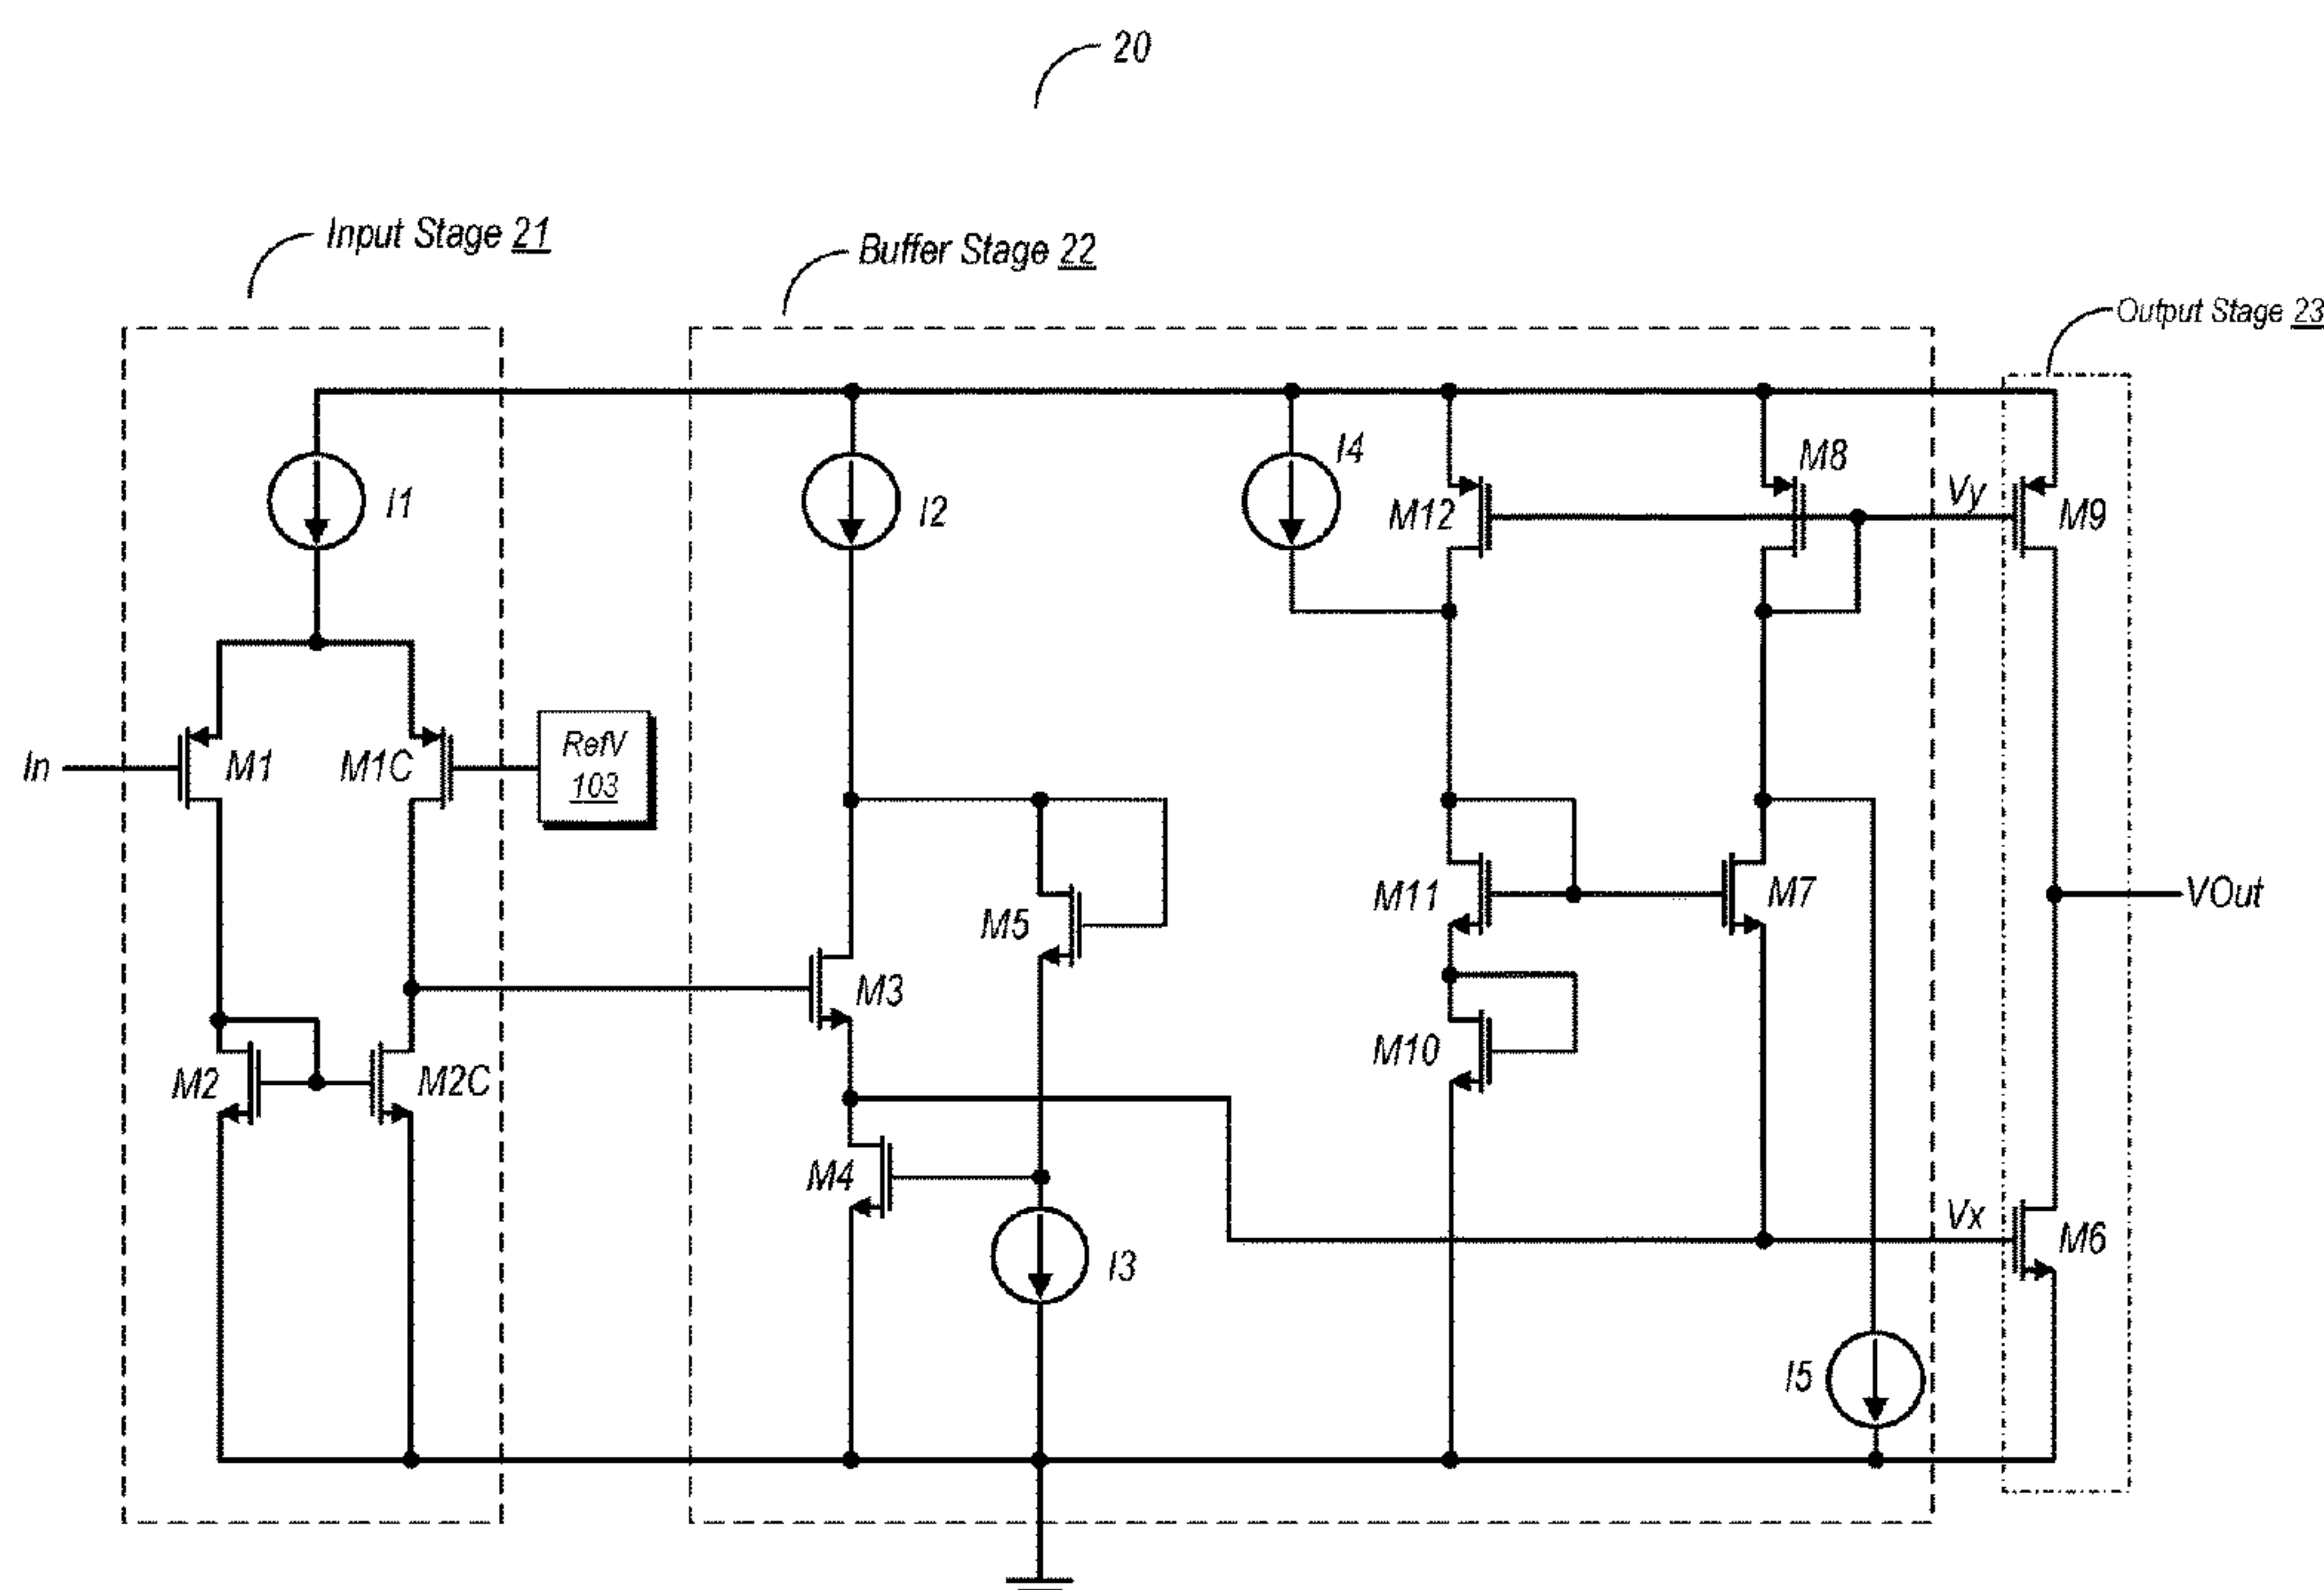 20
Input Stage 21
Buffer Stage 22
Output Stage 23
I1
I2
I4
M12
M8
Vy
M9
In
M1
M1C
RefV
103
M5
M11
M7
VOut
M3
M10
M2
M2C
M4
Vx
M6
I3
I5